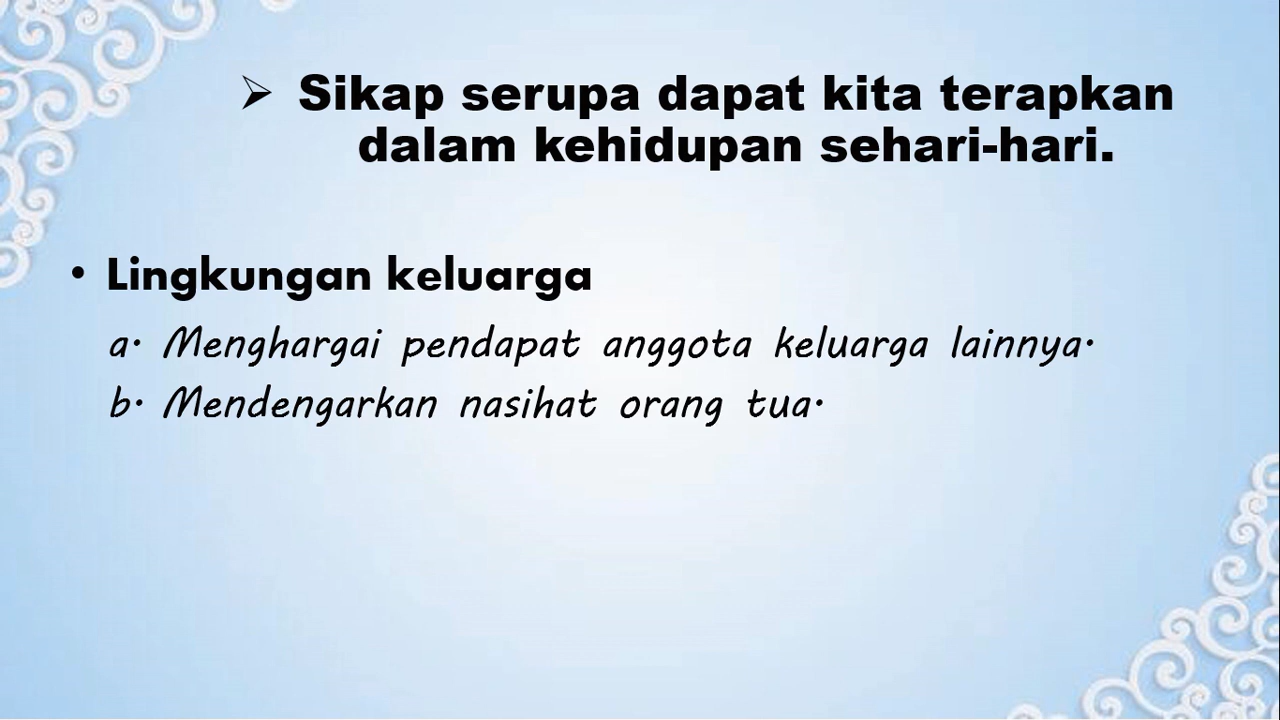 ➢ Sikap serupa dapat kita terapkan
dalam kehidupan sehari-hari.
• Lingkungan keluarga
a. Menghargai pendapat anggota keluarga lainnya.
b. Mendengarkan nasihat orang tua.